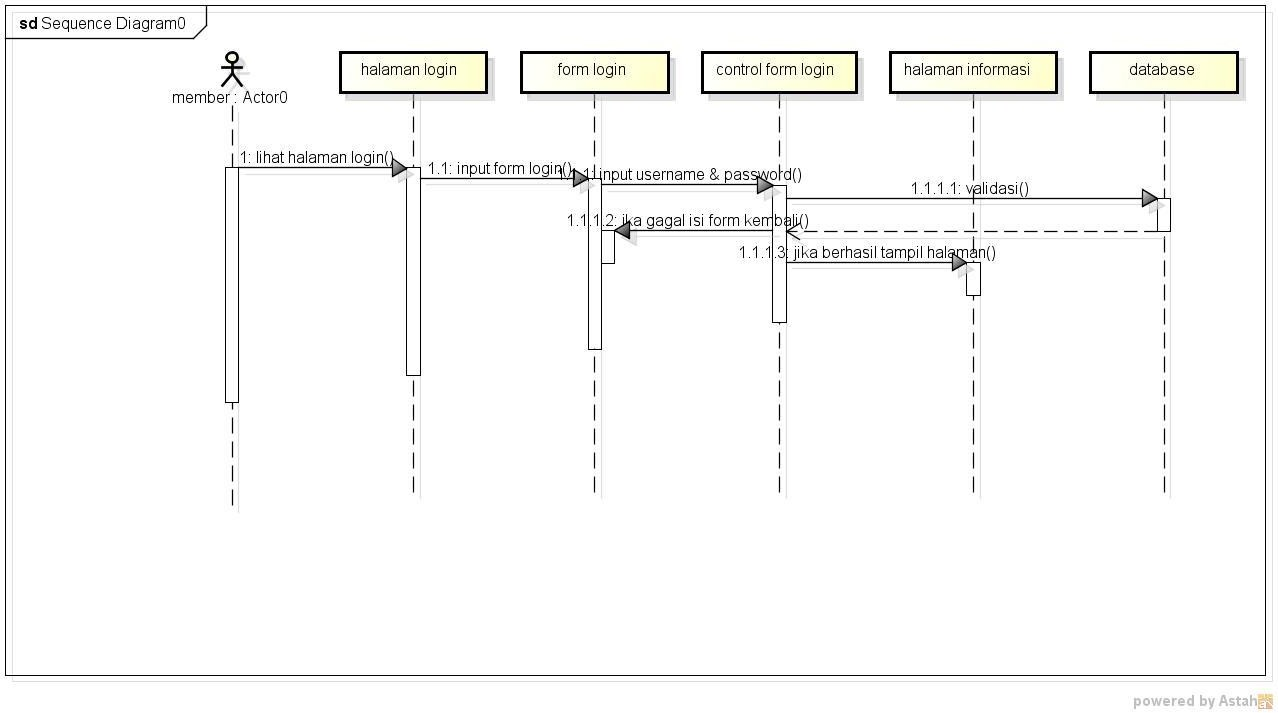 sd Sequence Diagram0
member : Actor0
halaman login
form login
control form login
halaman informasi
database
1: lihat halaman login()
1.1: input form login()
input username & password()
1.1.1.1: validasi()
1.1.1.2: jika gagal isi form kembali()
1.1.1.3: jika berhasil tampil halaman()
powered by Astah